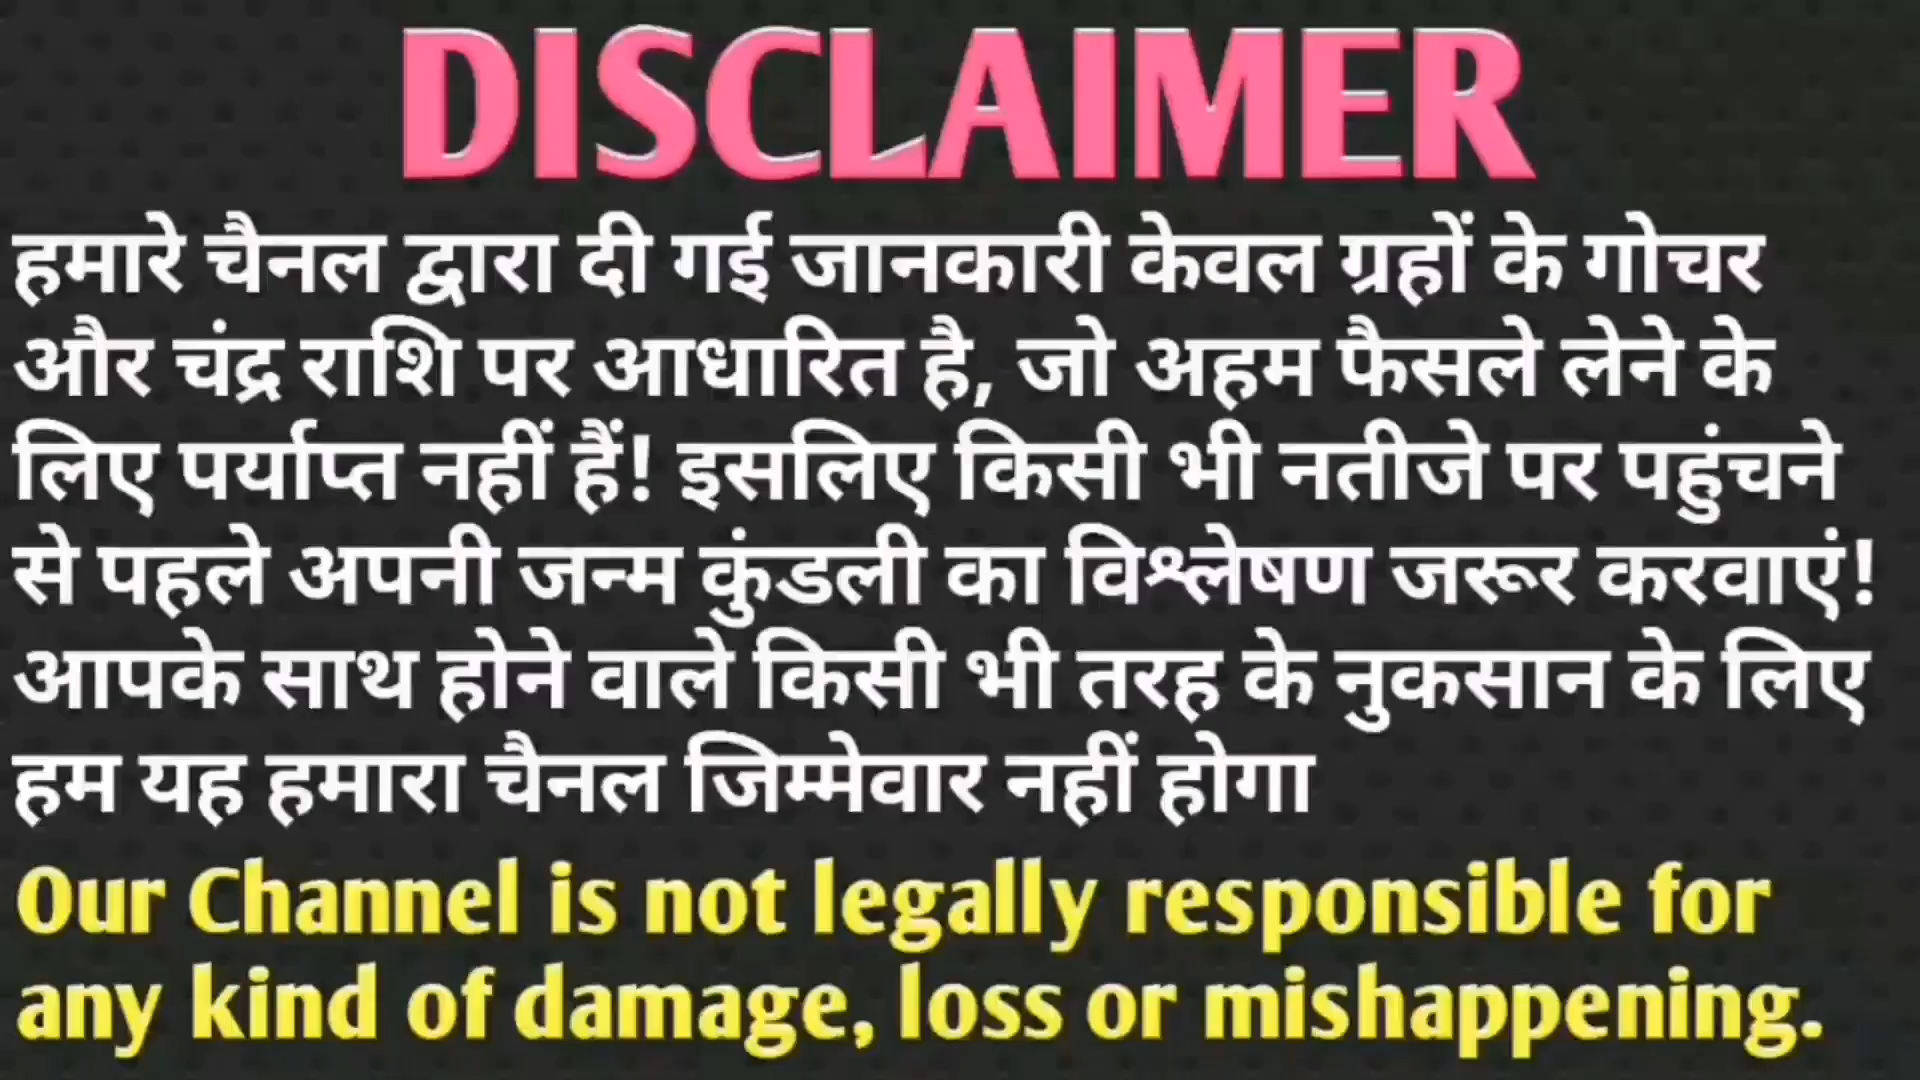 DISCLAIMER
हमारे चैनल द्वारा दी गई जानकारी केवल ग्रहों के गोचर
और चंद्र राशि पर आधारित है, जो अहम फैसले लेने के
लिए पर्याप्त नहीं हैं! इसलिए किसी भी नतीजे पर पहुंचने
से पहले अपनी जन्म कुंडली का विश्लेषण जरूर करवाएं!
आपके साथ होने वाले किसी भी तरह के नुकसान के लिए
हम यह हमारा चैनल जिम्मेवार नहीं होगा
Our Channel is not legally responsible for
any kind of damage, loss or mishappening.